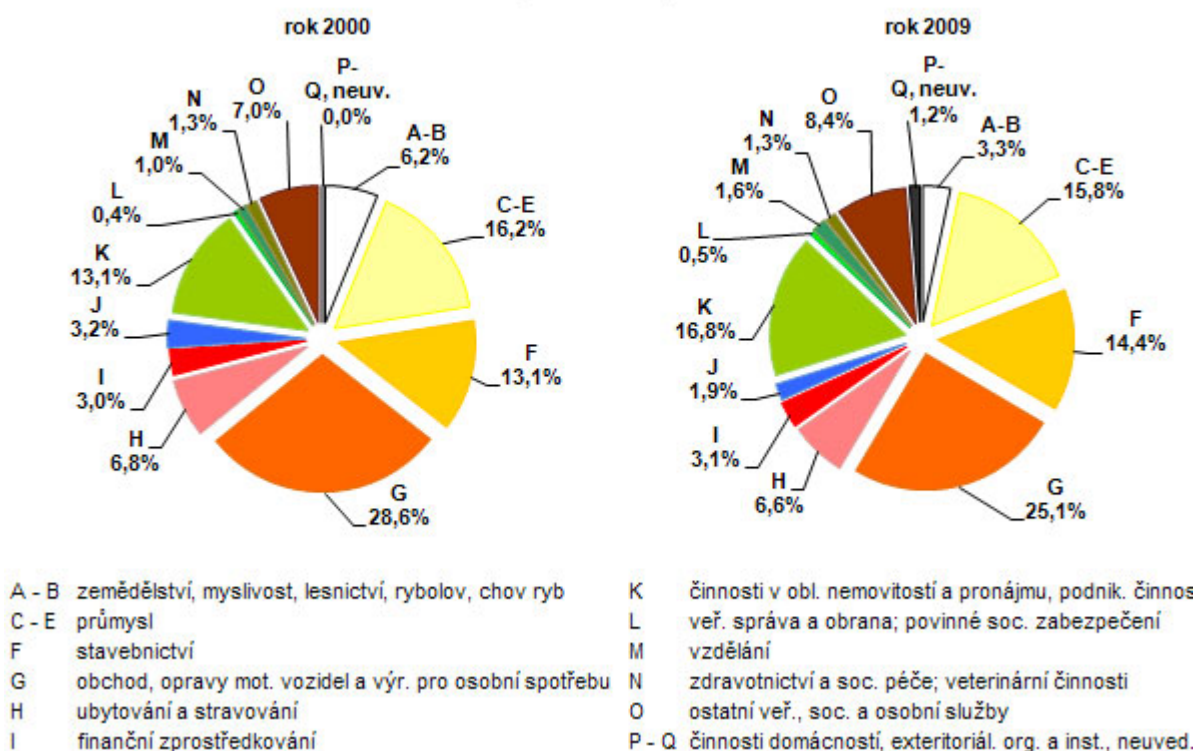 rok 2000
P-
Q, neuv.
0,0%
A-B
6,2%
C-E
16,2%
F
13,1%
G
28,6%
H
6,8%
I
3,0%
J
3,2%
K
13,1%
L
0,4%
M
1,0%
N
1,3%
O
7,0%
rok 2009
P-
Q, neuv.
1,2%
A-B
3,3%
C-E
15,8%
F
14,4%
G
25,1%
H
6,6%
I
3,1%
J
1,9%
K
16,8%
L
0,5%
M
1,6%
N
1,3%
O
8,4%
A - B zemědělství, myslivost, lesnictví, rybolov, chov ryb
C - E průmysl
F stavebnictví
G obchod, opravy mot. vozidel a výr. pro osobní spotřebu
H ubytování a stravování
I finanční zprostředkování
K činnosti v obl. nemovitostí a pronájmu, podnik. činnos
L veř. správa a obrana; povinné soc. zabezpečení
M vzdělání
N zdravotnictví a soc. péče; veterinární činnosti
O ostatní veř., soc. a osobní služby
P - Q činnosti domácností, exteritoriál. org. a inst., neuved.